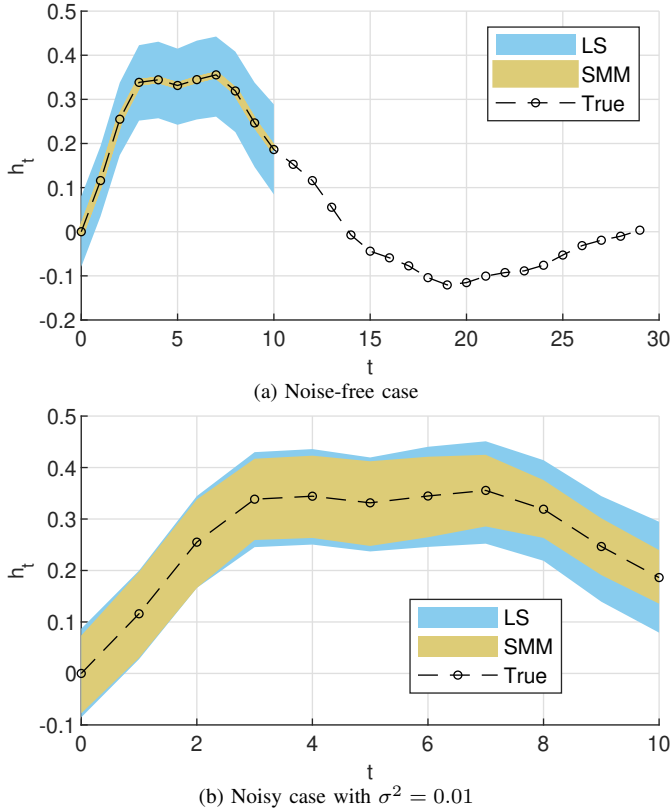 0.5
0.4
0.3
0.2
0.1
0
-0.1
-0.2
h_t
0 5 10 15 20 25 30
t
LS
SMM
True
(a) Noise-free case
0.5
0.4
0.3
0.2
0.1
0
-0.1
h_t
0 2 4 6 8 10
t
LS
SMM
True
(b) Noisy case with σ² = 0.01